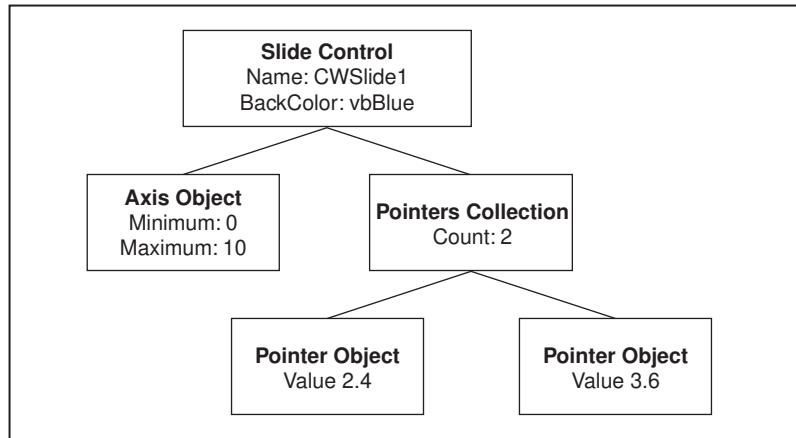 Slide Control
Name: CWSlide1
BackColor: vbBlue
Axis Object
Minimum: 0
Maximum: 10
Pointers Collection
Count: 2
Pointer Object
Value 2.4
Pointer Object
Value 3.6